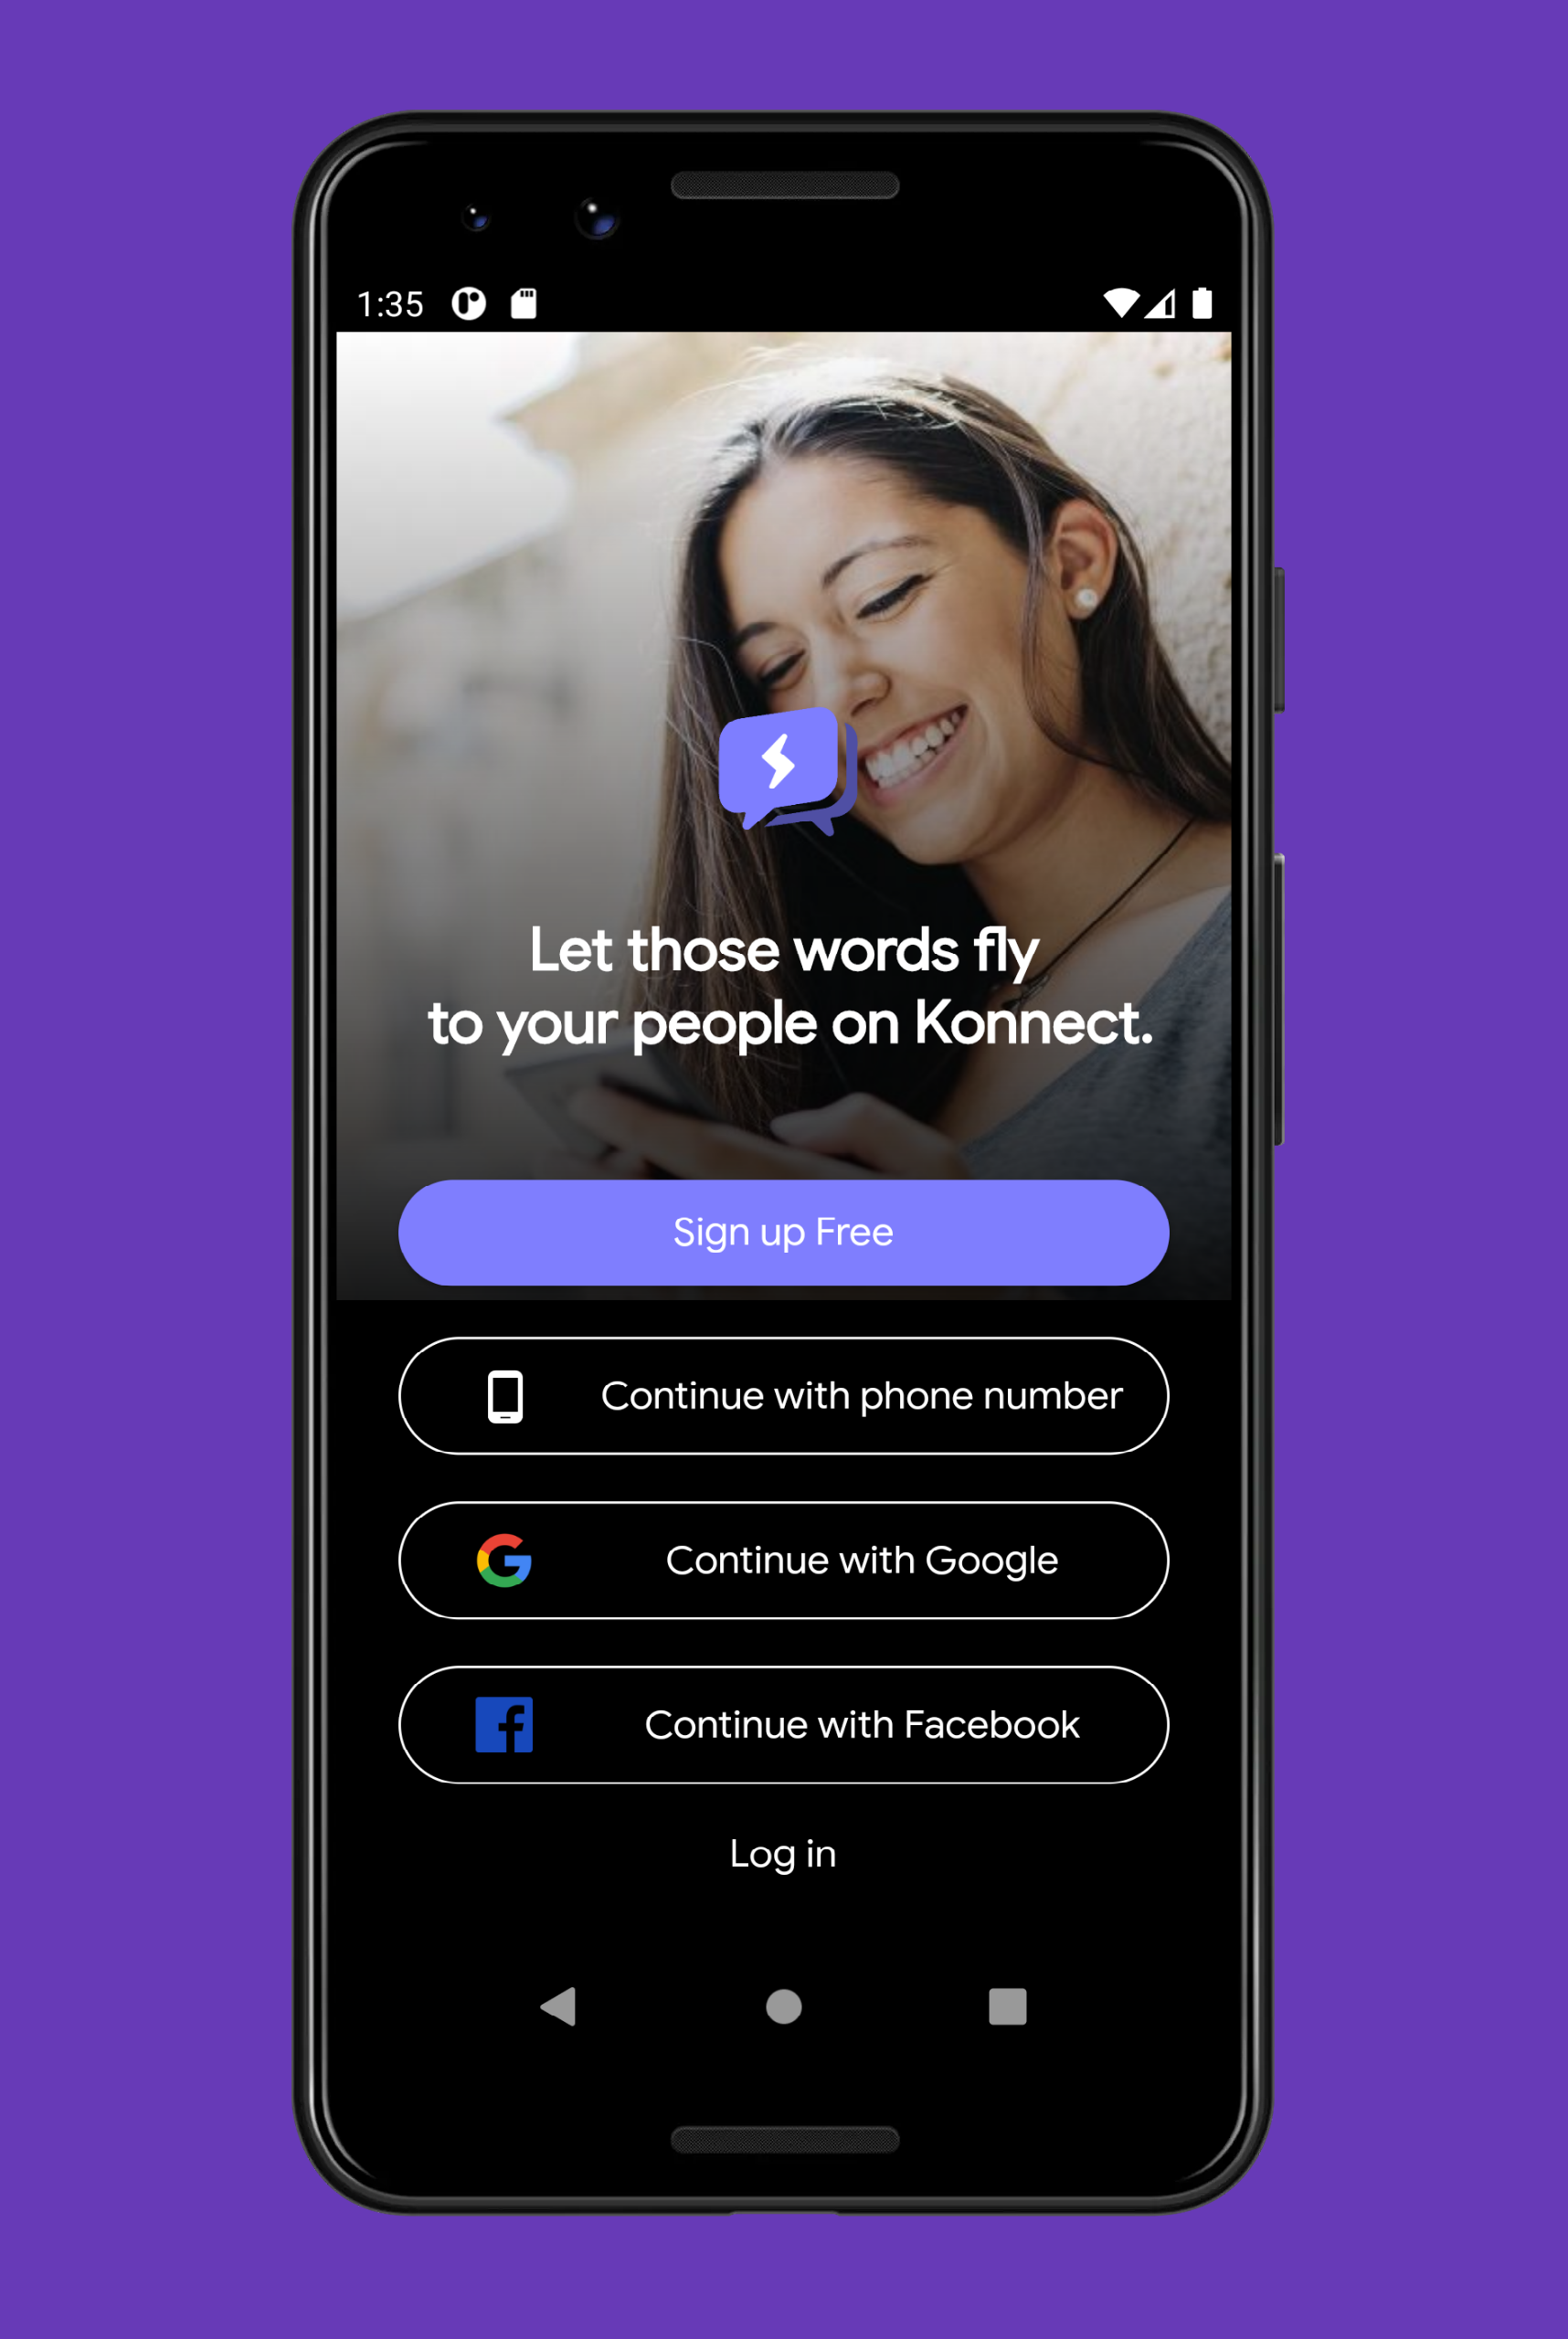 1:35
Let those words fly
to your people on Konnect.
Sign up Free
Continue with phone number
Continue with Google
Continue with Facebook
Log in